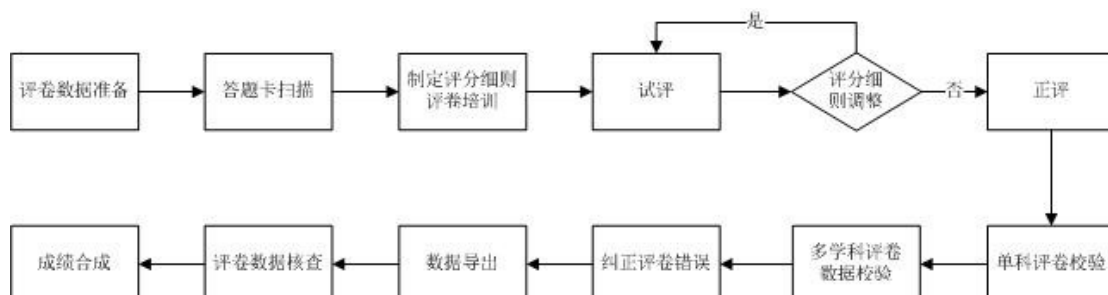 是
评卷数据准备
答题卡扫描
制定评分细则
评卷培训
试评
评分细
则调整
否
正评
成绩合成
评卷数据核查
数据导出
纠正评卷错误
多学科评卷
数据校验
单科评卷校验